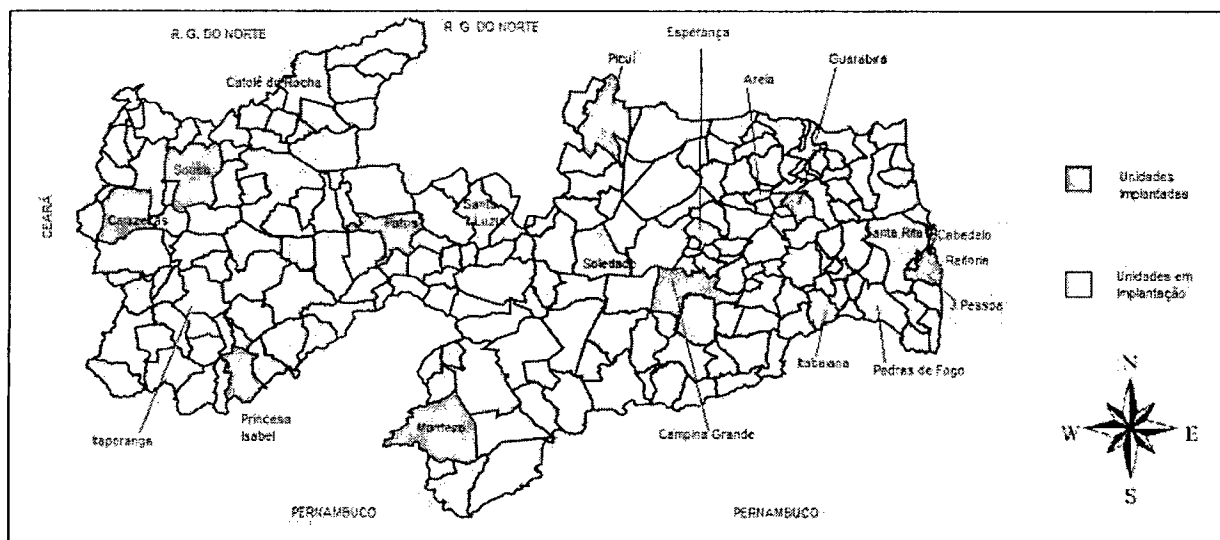 R. G. DO NORTE
R. G. DO NORTE
Esperança
Picuí
Guarabira
Areia
Catolé do Rocha
Sousa
Unidades
Implantadas
CEARÁ
Cajazeiras
Patos
Santa
Luzia
Santa Rita
Cabedelo
Reitoria
Soledade
Unidades em
Implantação
J. Pessoa
Itabaiana
Pedras de Fogo
Princesa
Isabel
Itaporanga
Monteiro
Campina Grande
N
W
E
S
PERNAMBUCO
PERNAMBUCO